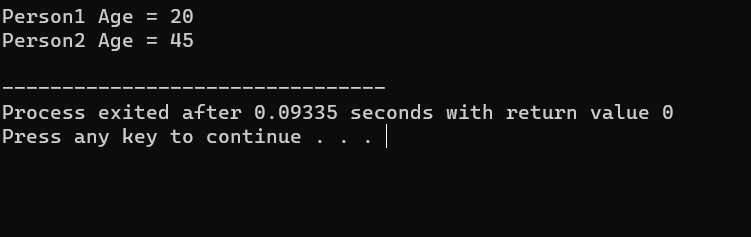 Person1 Age = 20
Person2 Age = 45
--------------------------------
Process exited after 0.09335 seconds with return value 0
Press any key to continue . . .